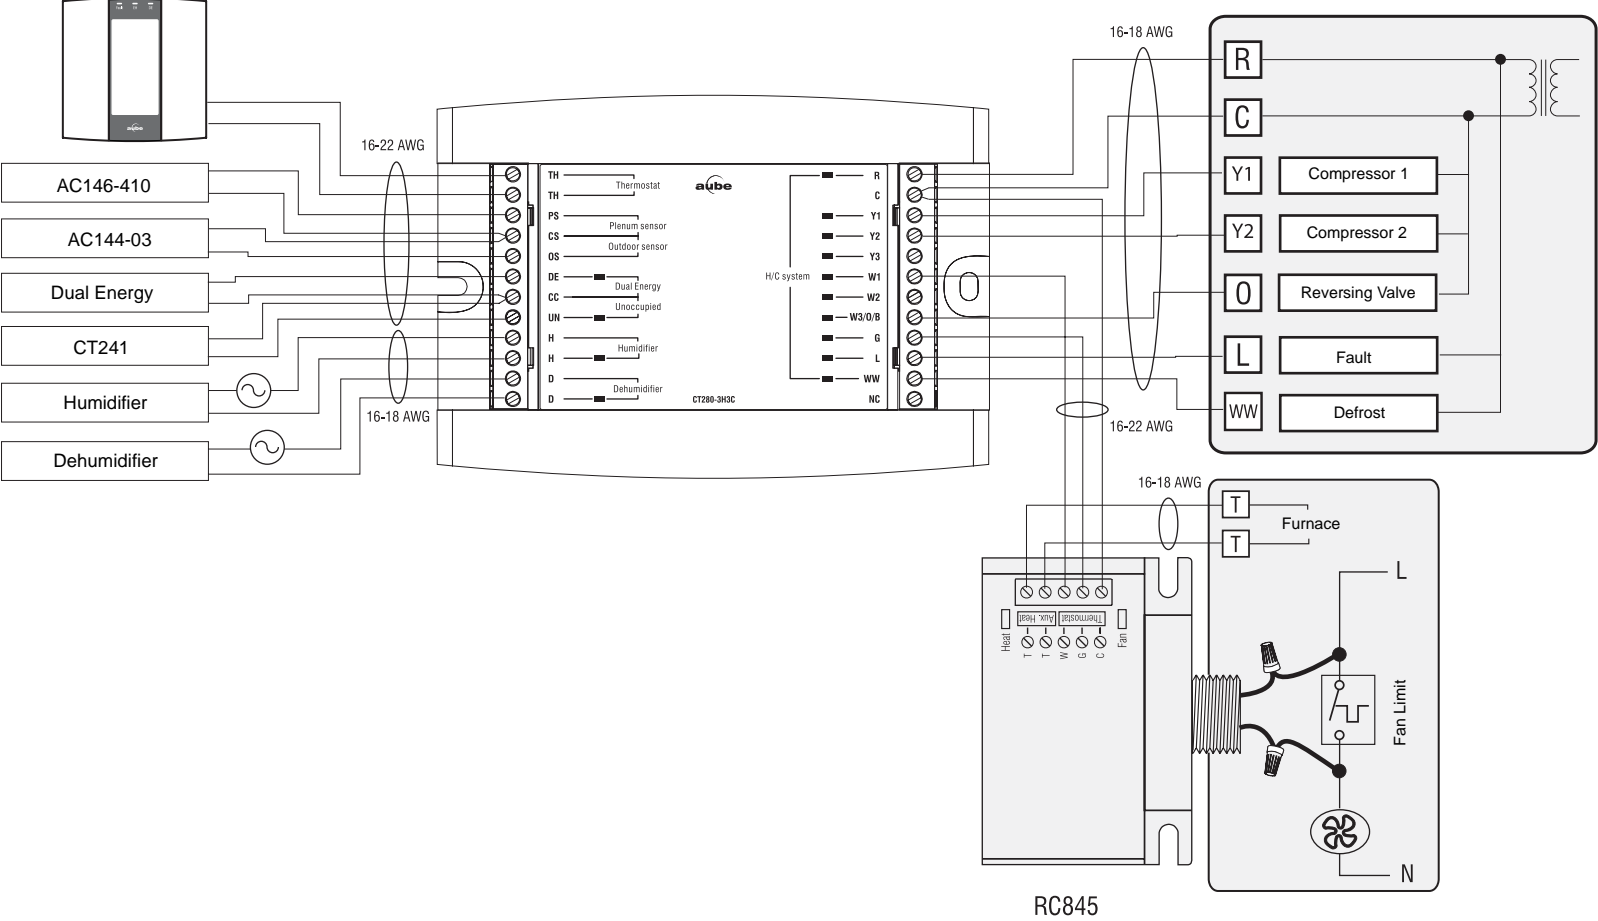 aube
16-22 AWG
AC146-410
AC144-03
Dual Energy
CT241
Humidifier
Dehumidifier
16-18 AWG
TH
TH
PS
CS
OS
DE
CC
UN
H
H
D
D
Thermostat
Plenum sensor
Outdoor sensor
Dual Energy
Unoccupied
Humidifier
Dehumidifier
aube
H/C system
CT280-3H3C
R
C
Y1
Y2
Y3
W1
W2
W3/O/B
G
L
WW
NC
16-18 AWG
16-22 AWG
R
C
Y1 Compressor 1
Y2 Compressor 2
O Reversing Valve
L Fault
WW Defrost
16-18 AWG
T
T
Furnace
L
Fan Limit
N
Heat
Aux. Heat
Thermostat
Fan
T
T
W
G
C
RC845